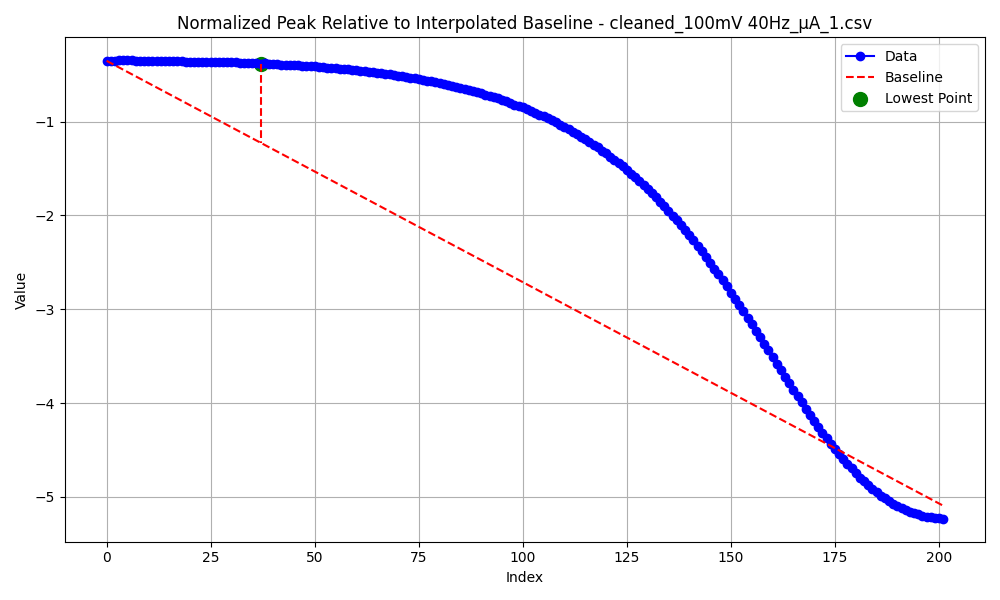 Normalized Peak Relative to Interpolated Baseline - cleaned_100mV 40Hz_μA_1.csv
Data
Baseline
Lowest Point
Value
−1
−2
−3
−4
−5
0 25 50 75 100 125 150 175 200
Index